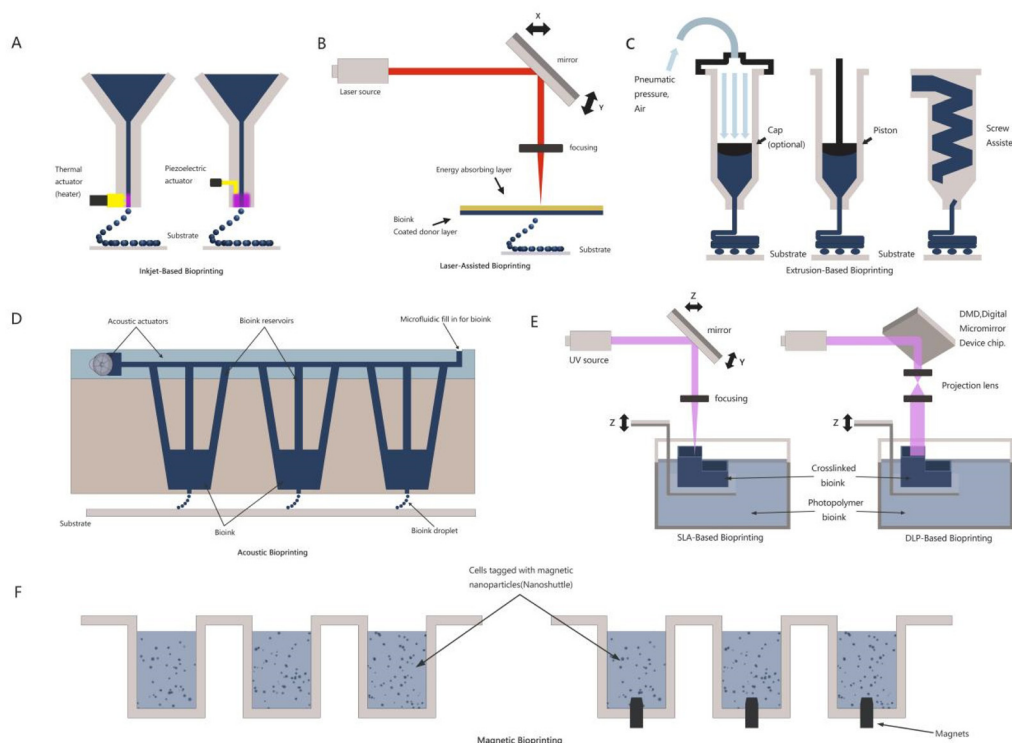 A
Thermal
actuator
(heater)
Piezoelectric
actuator
Substrate
Inkjet-Based Bioprinting
B
X
mirror
Laser source
Y
focusing
Energy absorbing layer
Bioink
Coated donor layer
Substrate
Laser-Assisted Bioprinting
C
Pneumatic
pressure,
Air
Cap
(optional)
Piston
Screw
Assiste
Substrate
Substrate
Extrusion-Based Bioprinting
D
Acoustic actuators
Bioink reservoirs
Microfluidic fill in for bioink
Substrate
Bioink
Bioink droplet
Acoustic Bioprinting
E
Z
mirror
UV source
Y
focusing
Z
DMD,Digital
Micromirror
Device chip.
Projection lens
Z
Crosslinked
bioink
Photopolymer
bioink
SLA-Based Bioprinting
DLP-Based Bioprinting
F
Cells tagged with magnetic
nanoparticles(Nanoshuttle)
Magnets
Magnetic Bioprinting